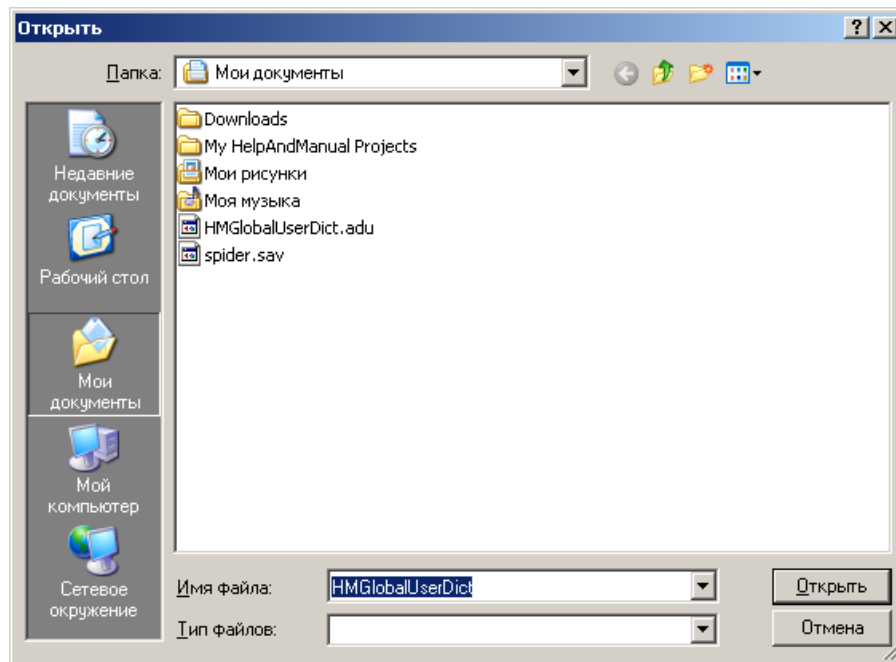 Открыть
Папка:
Мои документы
Недавние
документы
Рабочий стол
Мои
документы
Мой
компьютер
Сетевое
окружение
Downloads
My HelpAndManual Projects
Мои рисунки
Моя музыка
HMGlobalUserDict.adu
spider.sav
Имя файла:
HMGlobalUserDict
Открыть
Тип файлов:
Отмена